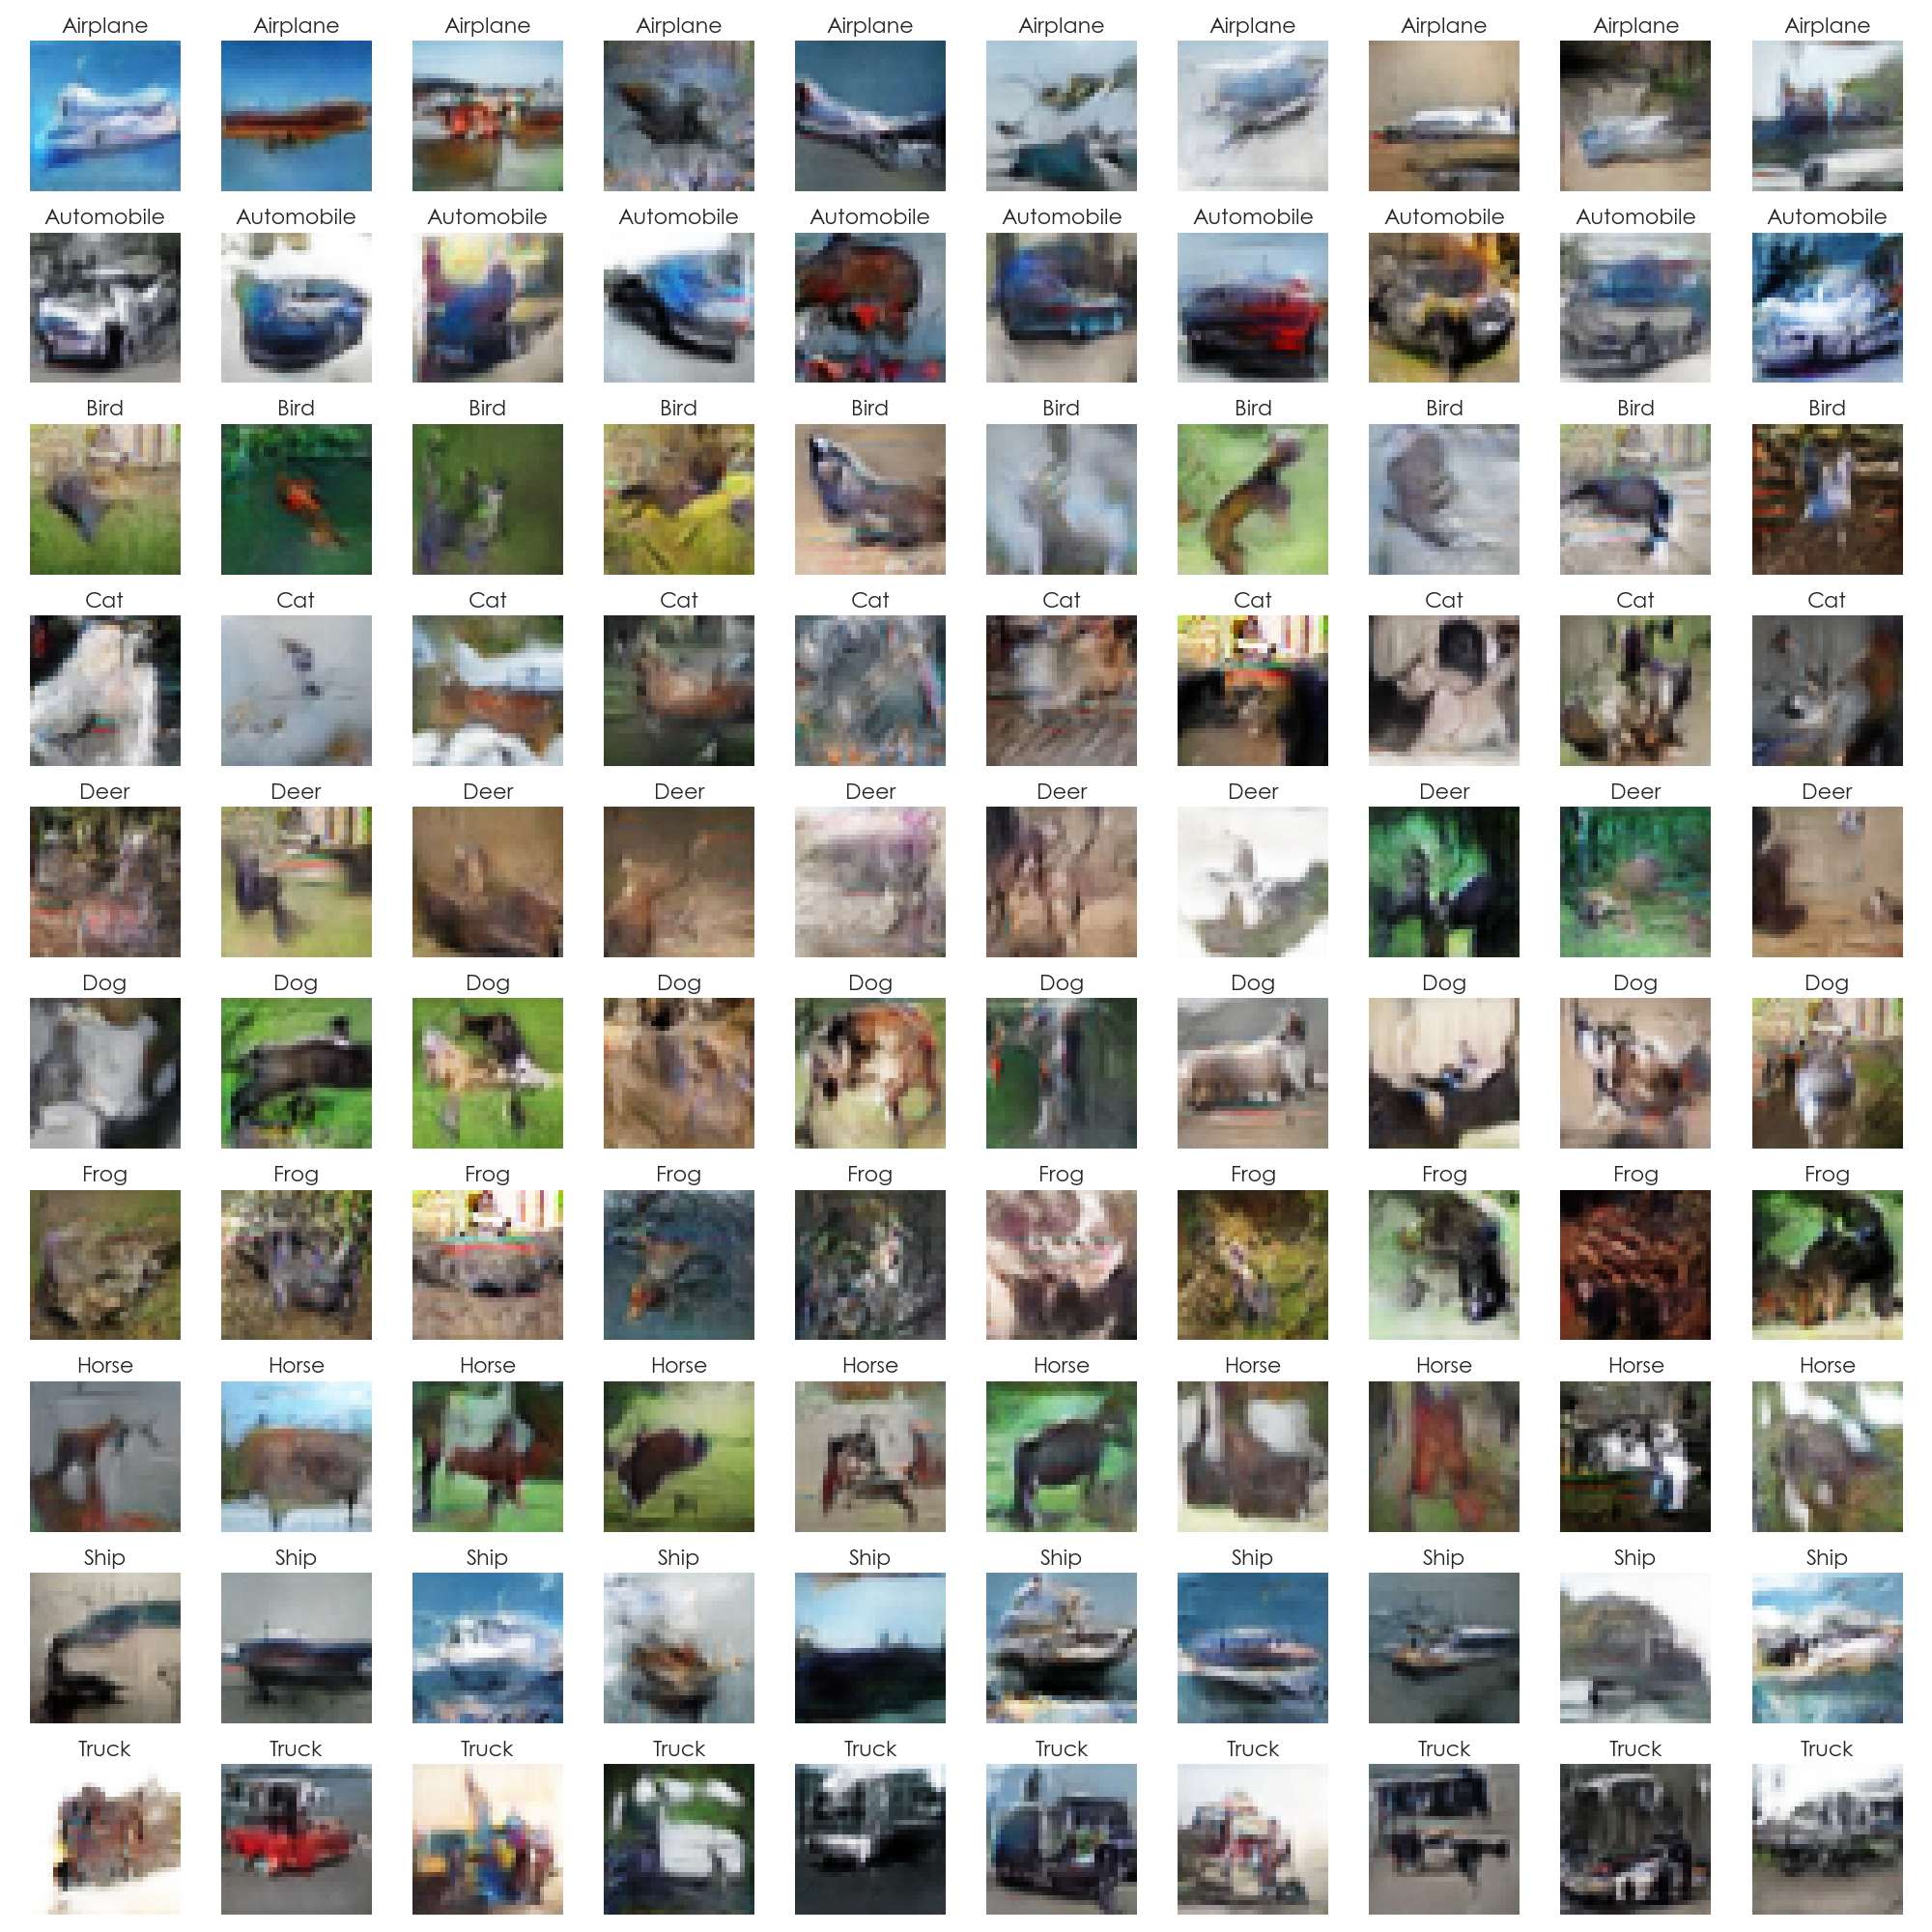 Airplane Airplane Airplane Airplane Airplane Airplane Airplane Airplane Airplane Airplane
Automobile Automobile Automobile Automobile Automobile Automobile Automobile Automobile Automobile Automobile
Bird Bird Bird Bird Bird Bird Bird Bird Bird Bird
Cat Cat Cat Cat Cat Cat Cat Cat Cat Cat
Deer Deer Deer Deer Deer Deer Deer Deer Deer Deer
Dog Dog Dog Dog Dog Dog Dog Dog Dog Dog
Frog Frog Frog Frog Frog Frog Frog Frog Frog Frog
Horse Horse Horse Horse Horse Horse Horse Horse Horse Horse
Ship Ship Ship Ship Ship Ship Ship Ship Ship Ship
Truck Truck Truck Truck Truck Truck Truck Truck Truck Truck